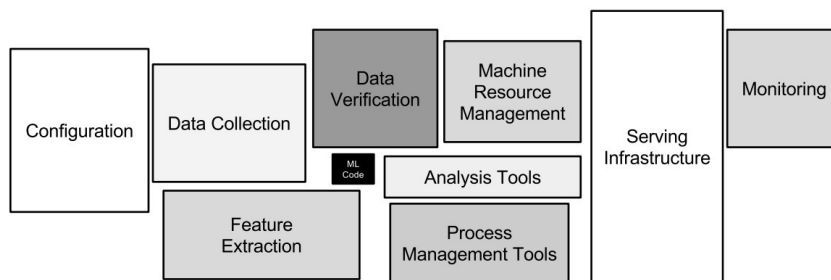 Configuration
Data Collection
Data
Verification
Machine
Resource
Management
Serving
Infrastructure
Monitoring
ML
Code
Analysis Tools
Feature
Extraction
Process
Management Tools